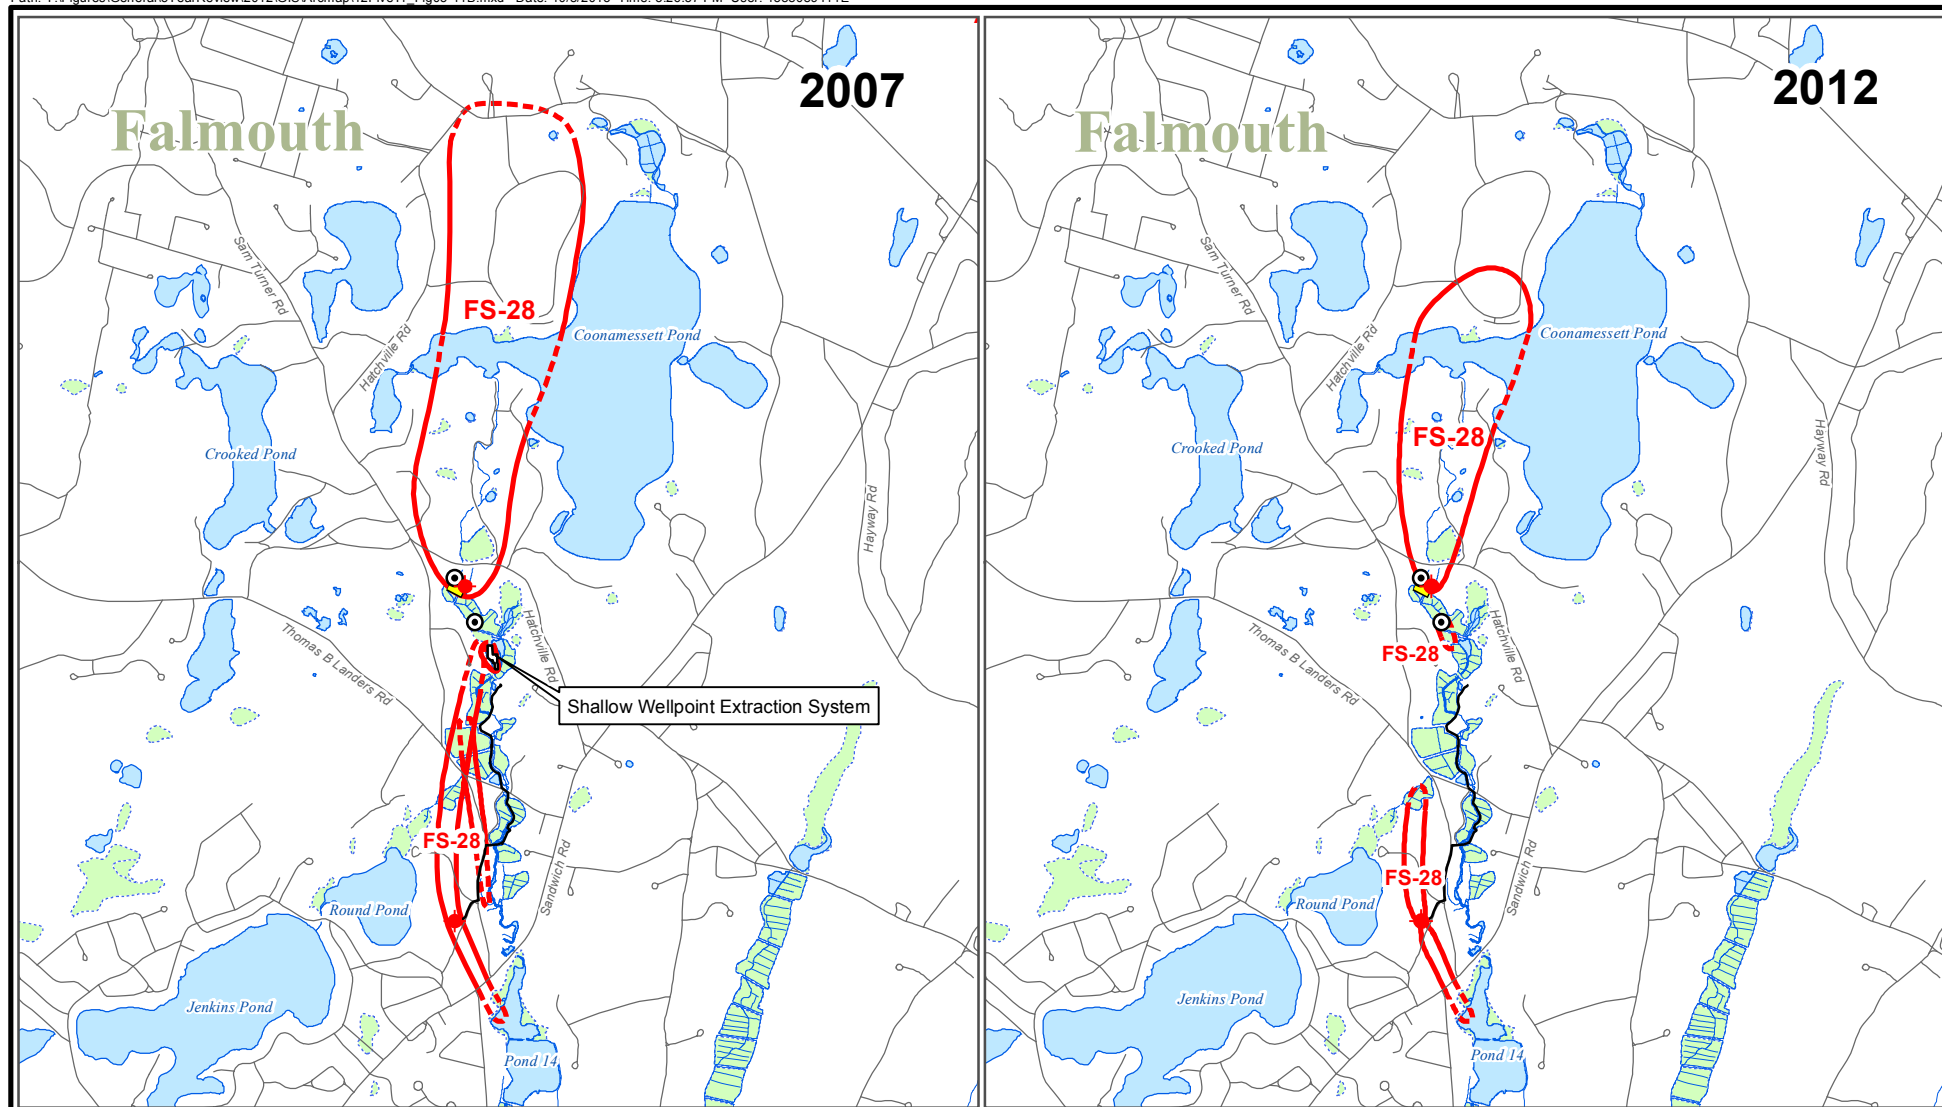 2007
Falmouth
Sam Turner Rd
FS-28
Hatchville Rd
Coonamessett Pond
Crooked Pond
Hayway Rd
Hatchville Rd
Thomas B Landers Rd
Shallow Wellpoint Extraction System
FS-28
Sandwich Rd
Round Pond
Jenkins Pond
Pond 14
2012
Falmouth
Sam Turner Rd
Hatchville Rd
Coonamessett Pond
FS-28
Crooked Pond
Hayway Rd
Hatchville Rd
Thomas B Landers Rd
FS-28
FS-28
Sandwich Rd
Round Pond
Jenkins Pond
Pond 14